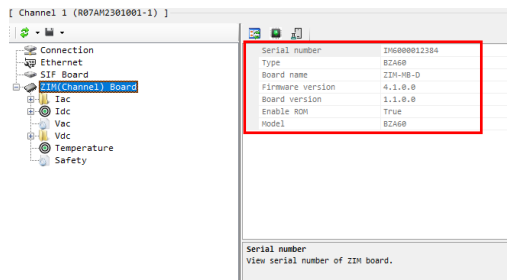 [ Channel 1 (R07AM2301001-1) ]
Connection
Ethernet
SIF Board
ZIM(Channel) Board
Iac
Idc
Vac
Vdc
Temperature
Safety
Serial number IM6000012384
Type BZA60
Board name ZIM-MB-D
Firmware version 4.1.0.0
Board version 1.1.0.0
Enable ROM True
Model BZA60
Serial number
View serial number of ZIM board.